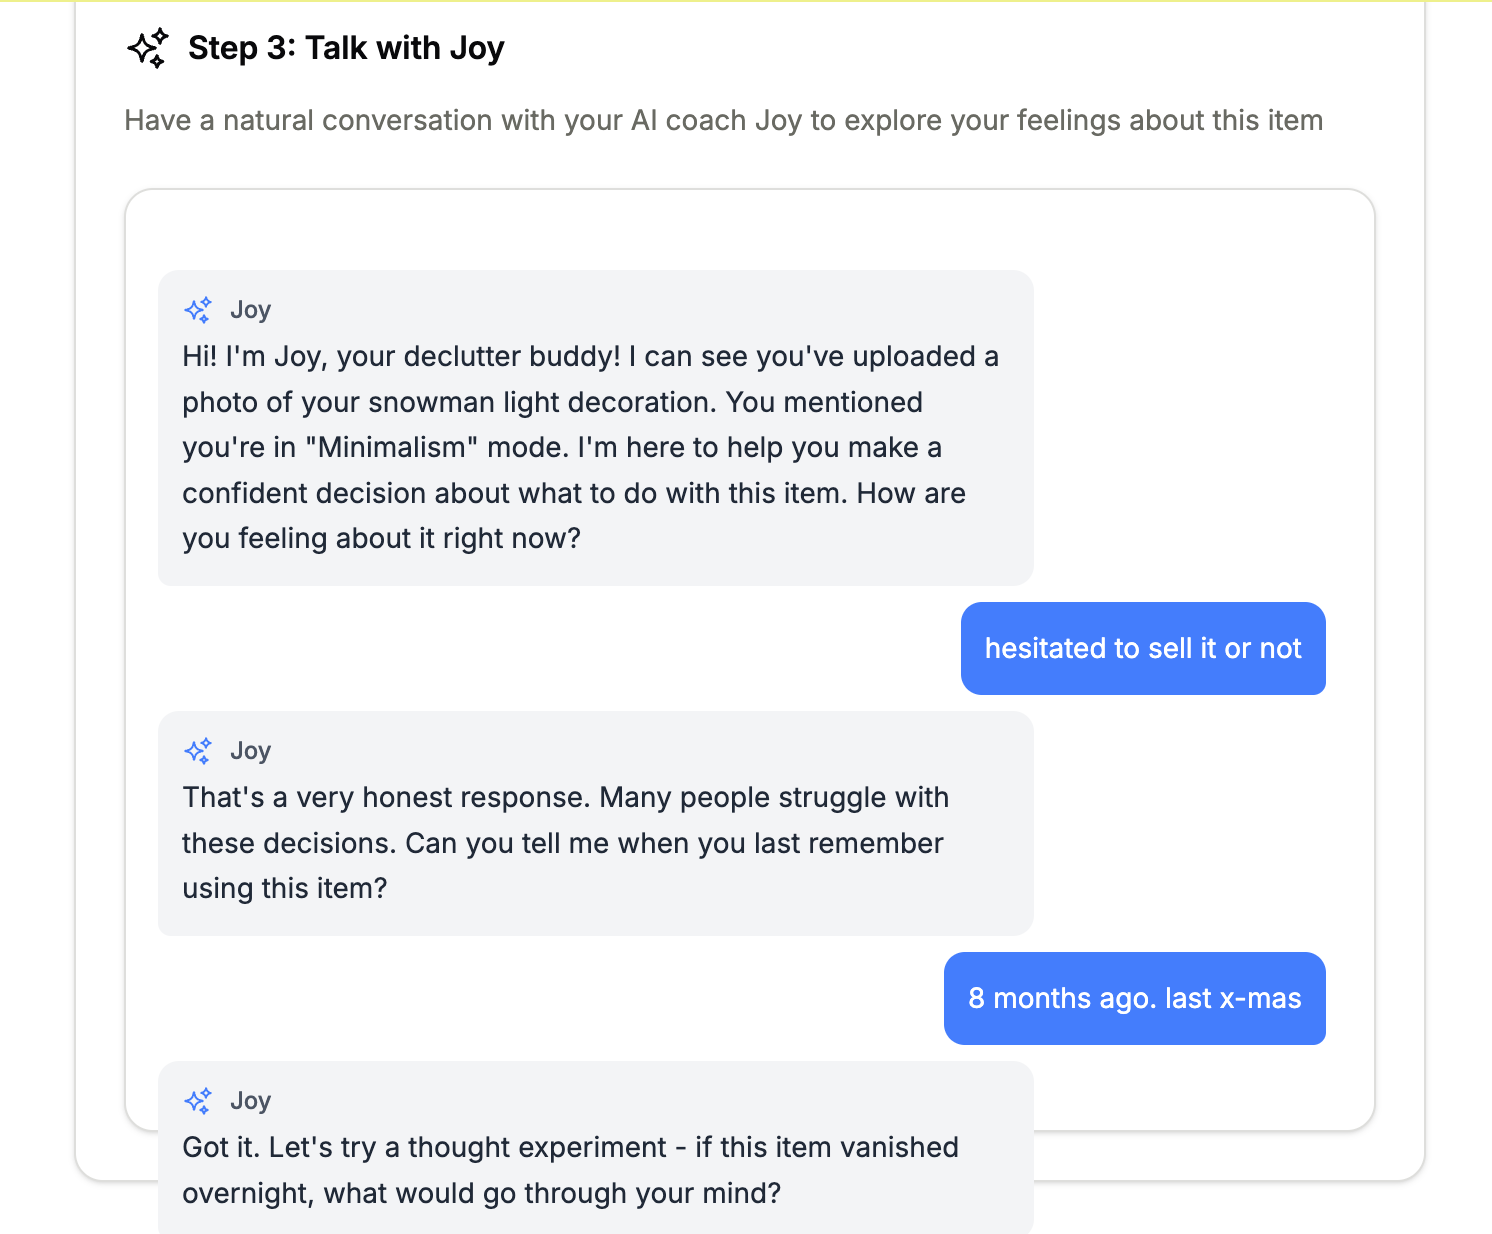 Step 3: Talk with Joy
Have a natural conversation with your AI coach Joy to explore your feelings about this item
Joy
Hi! I'm Joy, your declutter buddy! I can see you've uploaded a
photo of your snowman light decoration. You mentioned
you're in "Minimalism" mode. I'm here to help you make a
confident decision about what to do with this item. How are
you feeling about it right now?
hesitated to sell it or not
Joy
That's a very honest response. Many people struggle with
these decisions. Can you tell me when you last remember
using this item?
8 months ago. last x-mas
Joy
Got it. Let's try a thought experiment - if this item vanished
overnight, what would go through your mind?